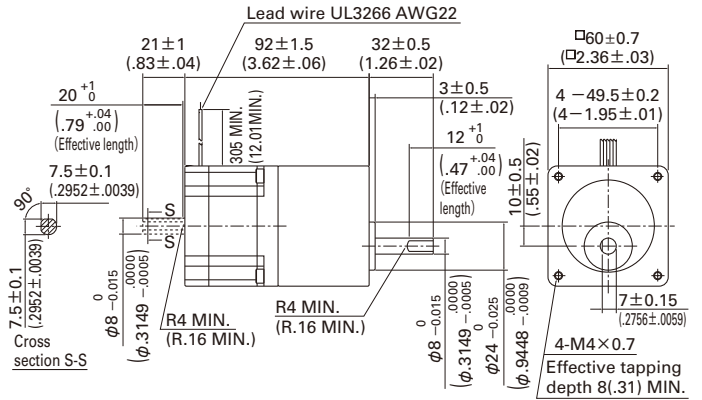 Lead wire UL3266 AWG22
21±1
(.83±.04)
92±1.5
(3.62±.06)
32±0.5
(1.26±.02)
□60±0.7
(□2.36±.03)
20 +1 0
(.79 +.04 .00)
(Effective length)
305 MIN.
(12.01MIN.)
3±0.5
(.12±.02)
4 −49.5±0.2
(4−1.95±.01)
12 +1 0
(.47 +.04 .00)
(Effective
length)
10±0.5
(.55±.02)
7.5±0.1
(.2952±.0039)
90°
S
S
7.5±0.1
(.2952±.0039)
Cross
section S-S
φ8 0 −0.015
(φ.3149 .0000 −.0005)
R4 MIN.
(R.16 MIN.)
R4 MIN.
(R.16 MIN.)
φ8 0 −0.015
(φ.3149 .0000 −.0005)
φ24 0 −0.025
(φ.9448 .0000 −.0009)
7±0.15
(.2756±.0059)
4-M4×0.7
Effective tapping
depth 8(.31) MIN.